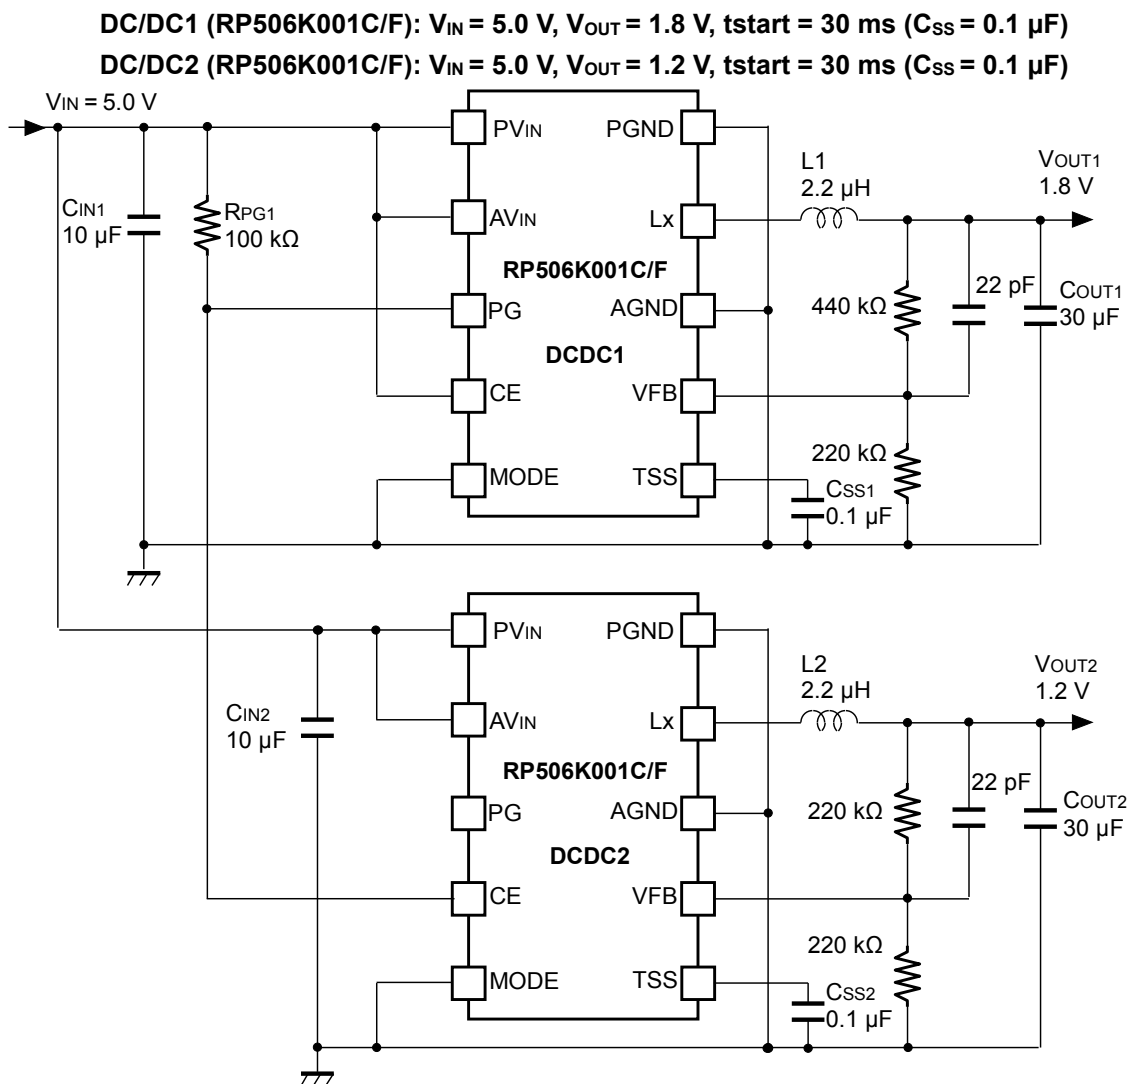 DC/DC1 (RP506K001C/F): VIN = 5.0 V, VOUT = 1.8 V, tstart = 30 ms (CSS = 0.1 µF)
DC/DC2 (RP506K001C/F): VIN = 5.0 V, VOUT = 1.2 V, tstart = 30 ms (CSS = 0.1 µF)
VIN = 5.0 V
PVIN
PGND
L1
2.2 µH
VOUT1
1.8 V
CIN1
10 µF
RPG1
100 kΩ
AVIN
Lx
RP506K001C/F
PG
AGND
440 kΩ
22 pF
COUT1
30 µF
DCDC1
CE
VFB
MODE
TSS
220 kΩ
CSS1
0.1 µF
PVIN
PGND
L2
2.2 µH
VOUT2
1.2 V
CIN2
10 µF
AVIN
Lx
RP506K001C/F
PG
AGND
220 kΩ
22 pF
COUT2
30 µF
DCDC2
CE
VFB
MODE
TSS
220 kΩ
CSS2
0.1 µF